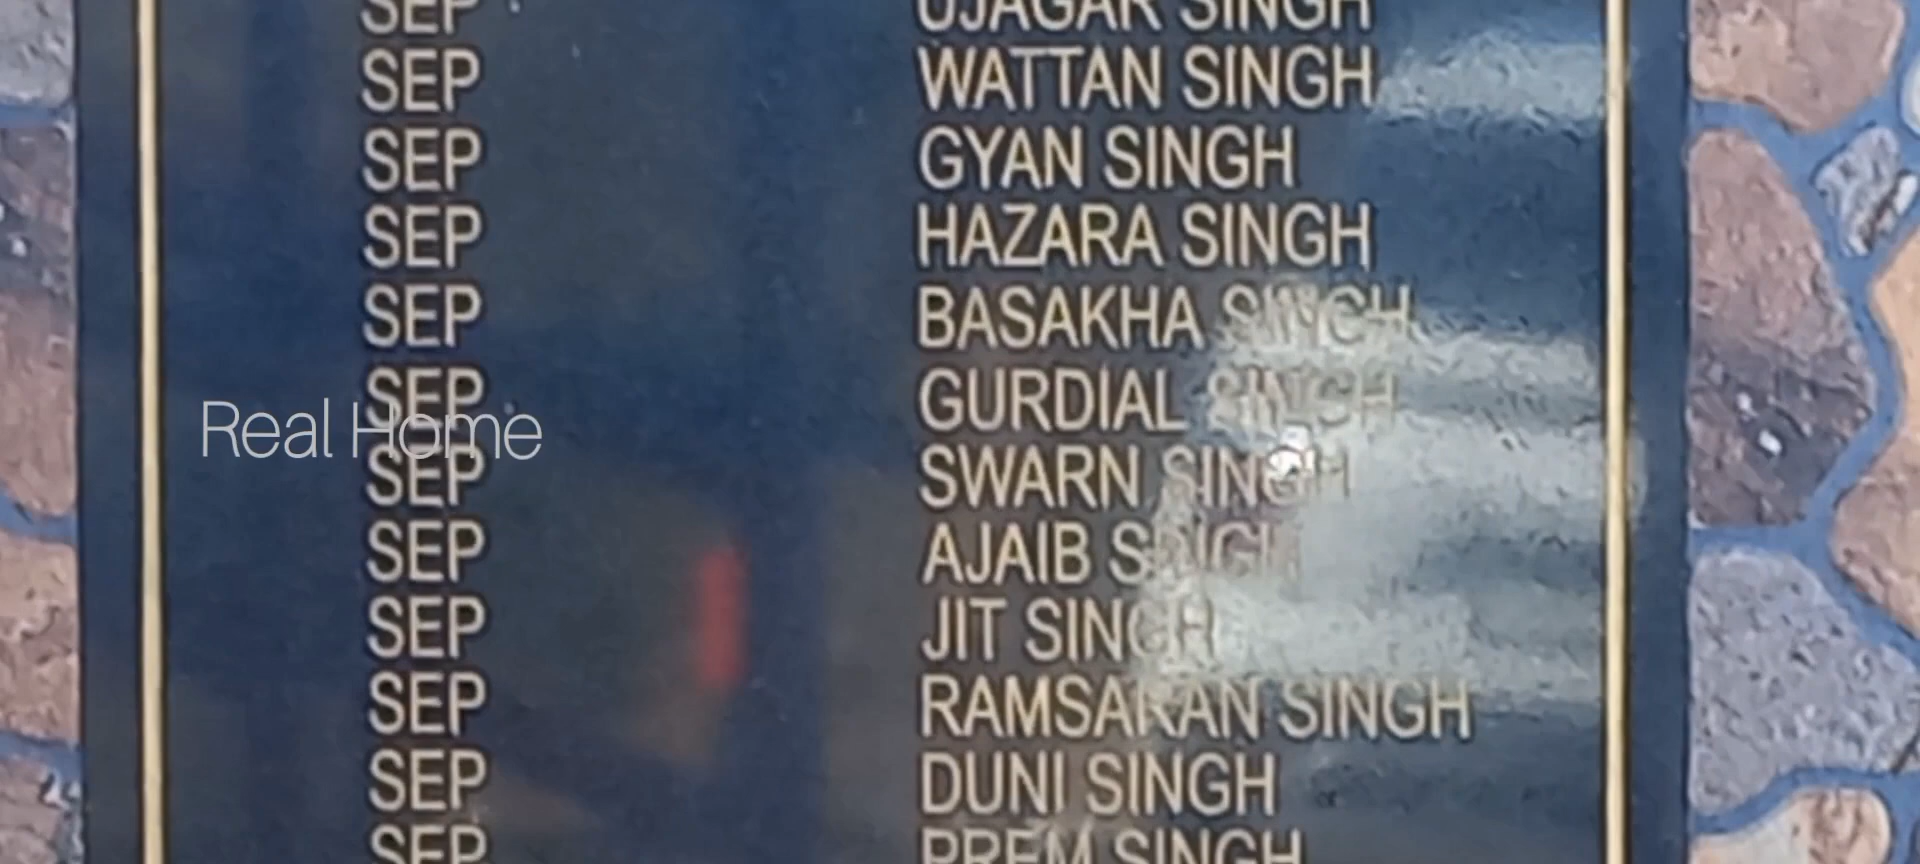 SEP UJAGAR SINGH
SEP WATTAN SINGH
SEP GYAN SINGH
SEP HAZARA SINGH
SEP BASAKHA SINGH
SEP GURDIAL SINGH
Real Home
SEP SWARN SINGH
SEP AJAIB SINGH
SEP JIT SINGH
SEP RAMSARAN SINGH
SEP DUNI SINGH
SEP PREM SINGH